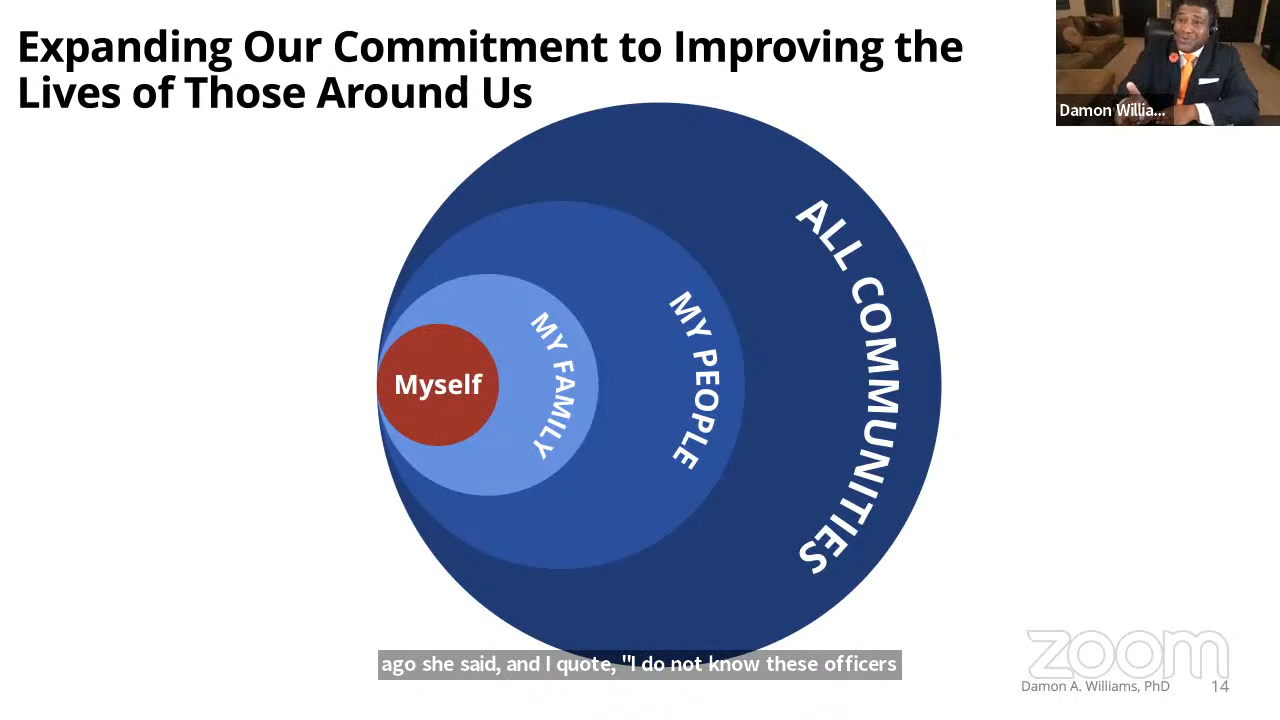 Expanding Our Commitment to Improving the
Lives of Those Around Us
Damon Willia...
Myself
MY FAMILY
MY PEOPLE
ALL COMMUNITIES
ago she said, and I quote, "I do not know these officers
zoom
Damon A. Williams, PhD 14